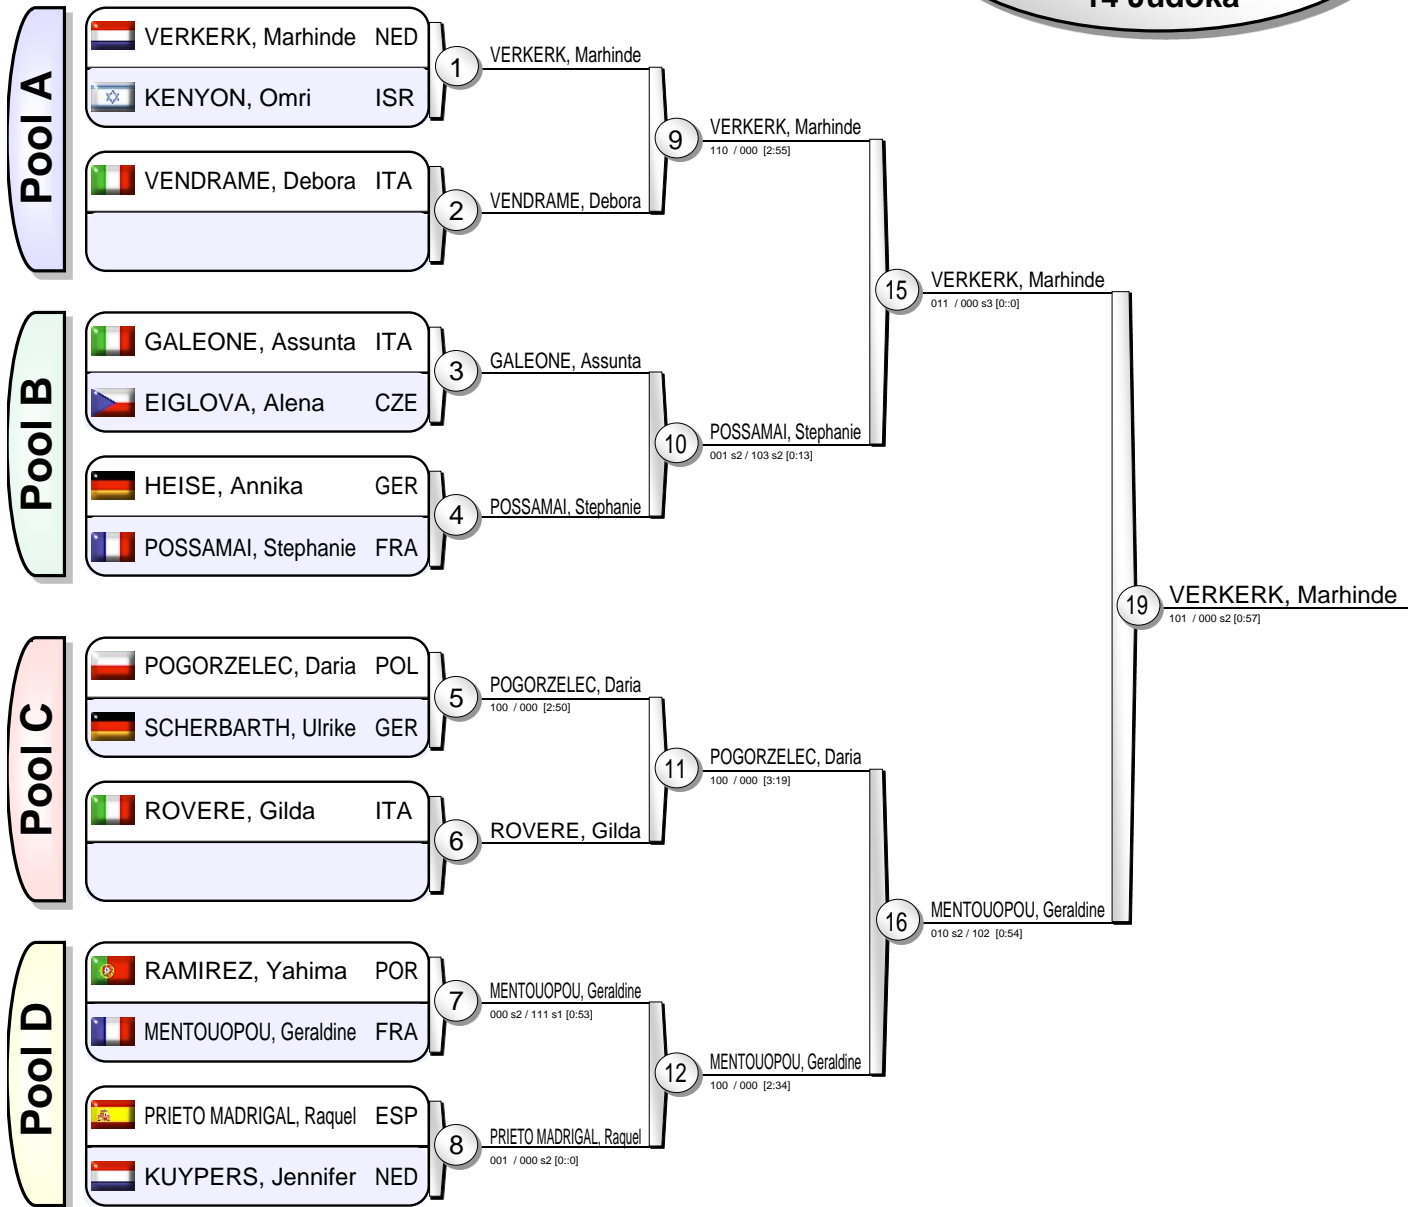 14 Judoka
Pool A
VERKERK, Marhinde NED
KENYON, Omri ISR
1
VERKERK, Marhinde
VENDRAME, Debora ITA
2
VENDRAME, Debora
9
VERKERK, Marhinde
110 / 000 [2:55]
Pool B
GALEONE, Assunta ITA
EIGLOVA, Alena CZE
3
GALEONE, Assunta
HEISE, Annika GER
POSSAMAI, Stephanie FRA
4
POSSAMAI, Stephanie
10
POSSAMAI, Stephanie
001 s2 / 103 s2 [0:13]
15
VERKERK, Marhinde
011 / 000 s3 [0::0]
Pool C
POGORZELEC, Daria POL
SCHERBARTH, Ulrike GER
5
POGORZELEC, Daria
100 / 000 [2:50]
ROVERE, Gilda ITA
6
ROVERE, Gilda
11
POGORZELEC, Daria
100 / 000 [3:19]
Pool D
RAMIREZ, Yahima POR
MENTOUOPOU, Geraldine FRA
7
MENTOUOPOU, Geraldine
000 s2 / 111 s1 [0:53]
PRIETO MADRIGAL, Raquel ESP
KUYPERS, Jennifer NED
8
PRIETO MADRIGAL, Raquel
001 / 000 s2 [0::0]
12
MENTOUOPOU, Geraldine
100 / 000 [2:34]
16
MENTOUOPOU, Geraldine
010 s2 / 102 [0:54]
19
VERKERK, Marhinde
101 / 000 s2 [0:57]